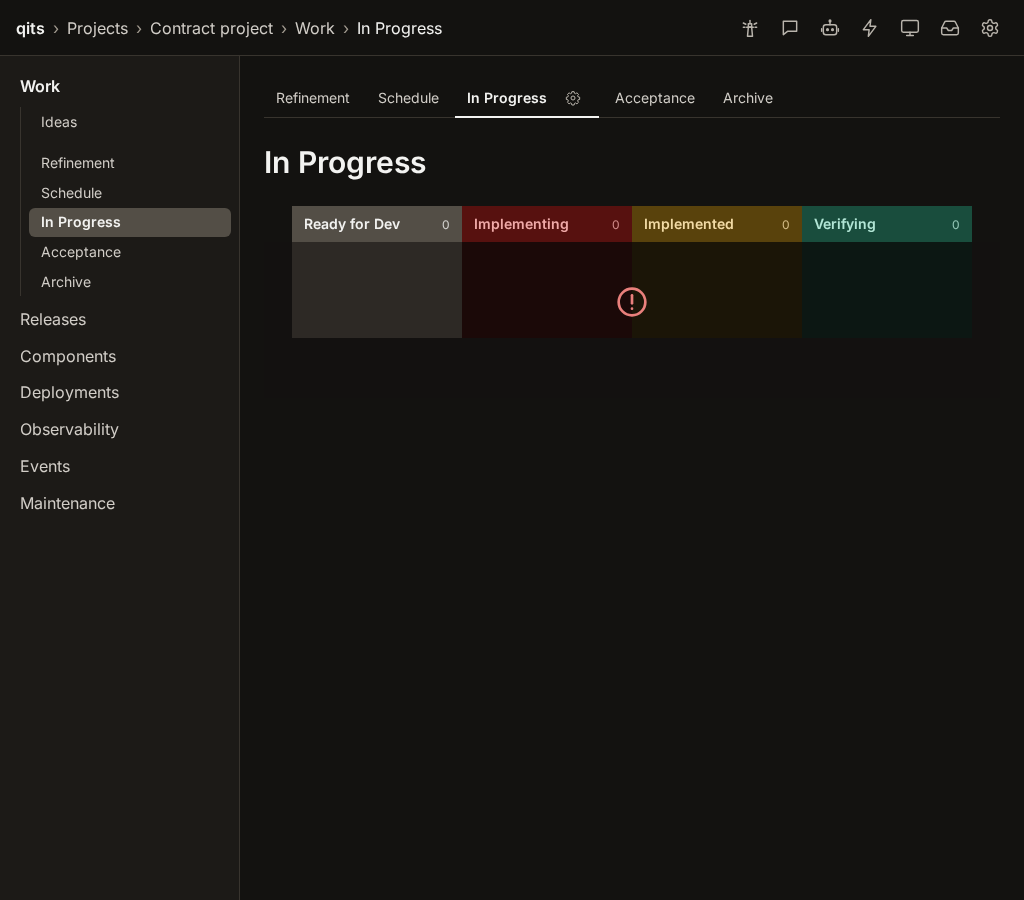 qits › Projects › Contract project › Work › In Progress
Work
Ideas
Refinement
Schedule
In Progress
Acceptance
Archive
Releases
Components
Deployments
Observability
Events
Maintenance
Refinement Schedule In Progress Acceptance Archive
In Progress
Ready for Dev 0 Implementing 0 Implemented 0 Verifying 0